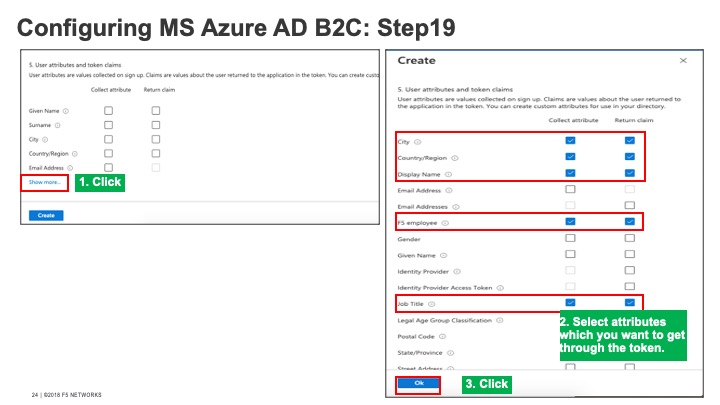 Configuring MS Azure AD B2C: Step19
5. User attributes and token claims
User attributes are values collected on sign up. Claims are values about the user returned to the application in the token. You can create custo
Collect attribute Return claim
Given Name
Surname
City
Country/Region
Email Address
Show more...
1. Click
Create
Create
5. User attributes and token claims
User attributes are values collected on sign up. Claims are values about the user returned to
the application in the token. You can create custom attributes for use in your directory.
Collect attribute Return claim
City
Country/Region
Display Name
Email Address
Email Addresses
F5 employee
Gender
Given Name
Identity Provider
Identity Provider Access Token
Job Title
Legal Age Group Classification
Postal Code
State/Province
Street Address
2. Select attributes
which you want to get
through the token.
Ok
3. Click
24 | ©2018 F5 NETWORKS